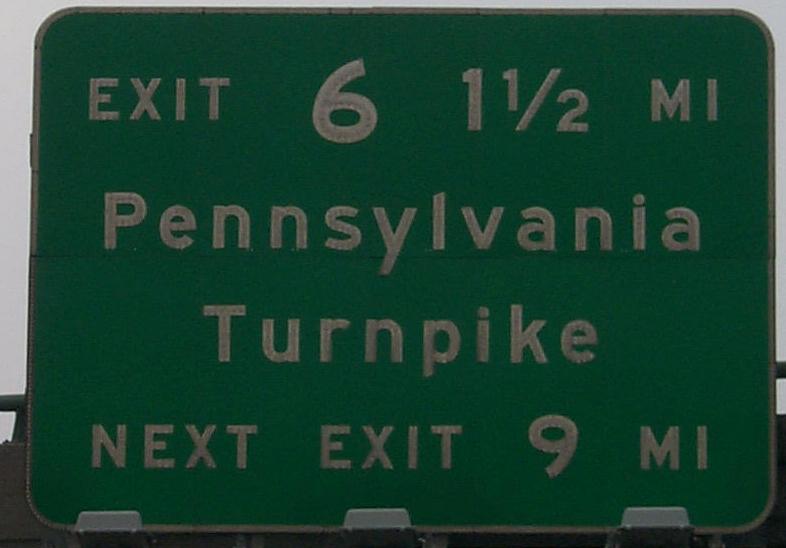 EXIT 6 1½ MI
Pennsylvania
Turnpike
NEXT EXIT 9 MI